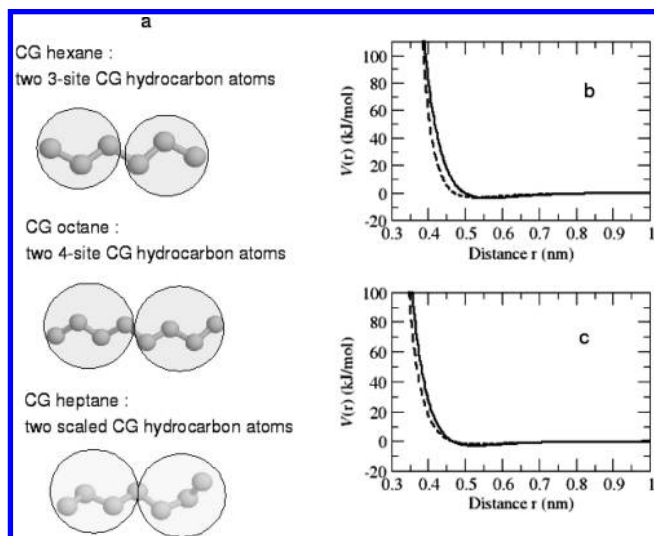 a
CG hexane :
two 3-site CG hydrocarbon atoms
CG octane :
two 4-site CG hydrocarbon atoms
CG heptane :
two scaled CG hydrocarbon atoms
b
V(r) (kJ/mol)
100
80
60
40
20
0
-20
0.3 0.4 0.5 0.6 0.7 0.8 0.9 1
Distance r (nm)
c
V(r) (kJ/mol)
100
80
60
40
20
0
-20
0.3 0.4 0.5 0.6 0.7 0.8 0.9 1
Distance r (nm)